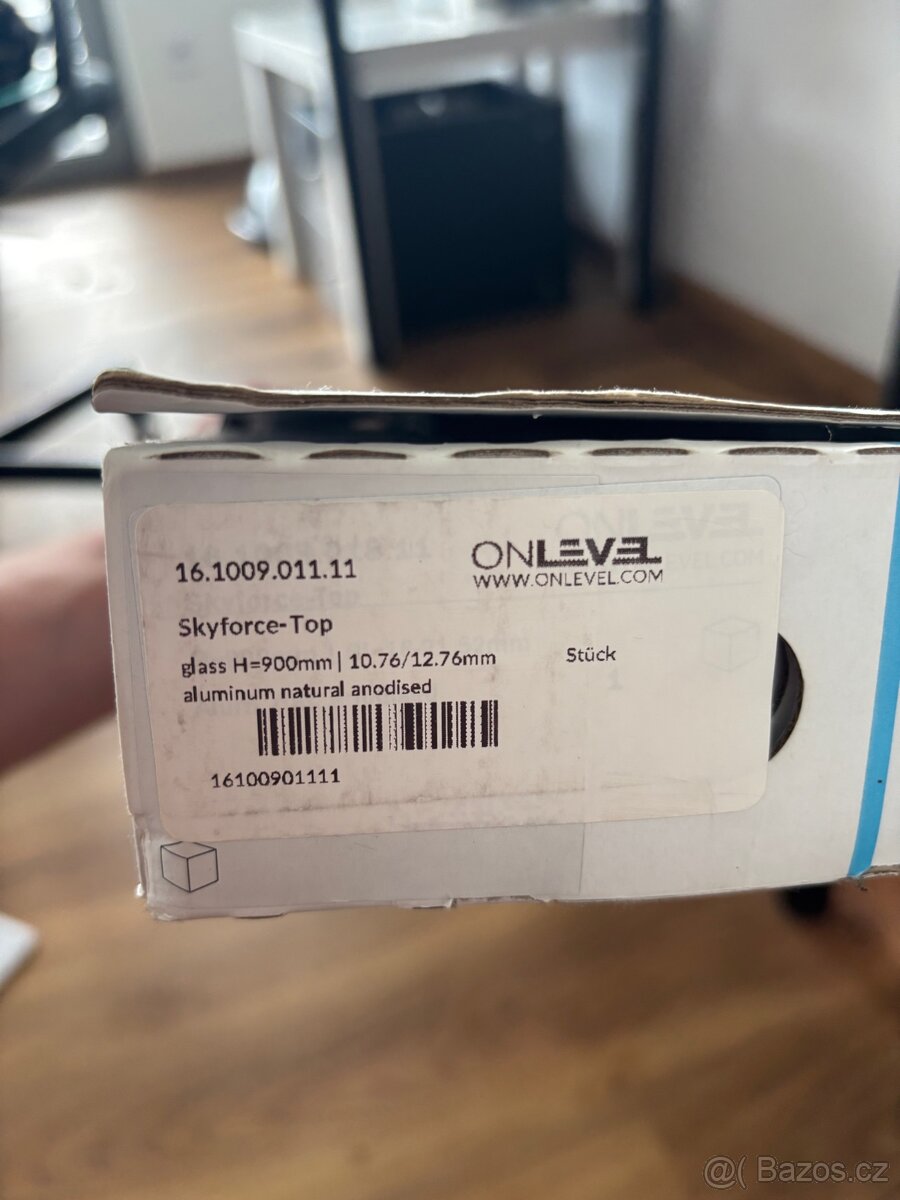 16.1009.011.11
ONLEVEL
WWW.ONLEVEL.COM
Skyforce-Top
glass H=900mm | 10.76/12.76mm
Stück
aluminum natural anodised
16100901111
@( Bazos.cz